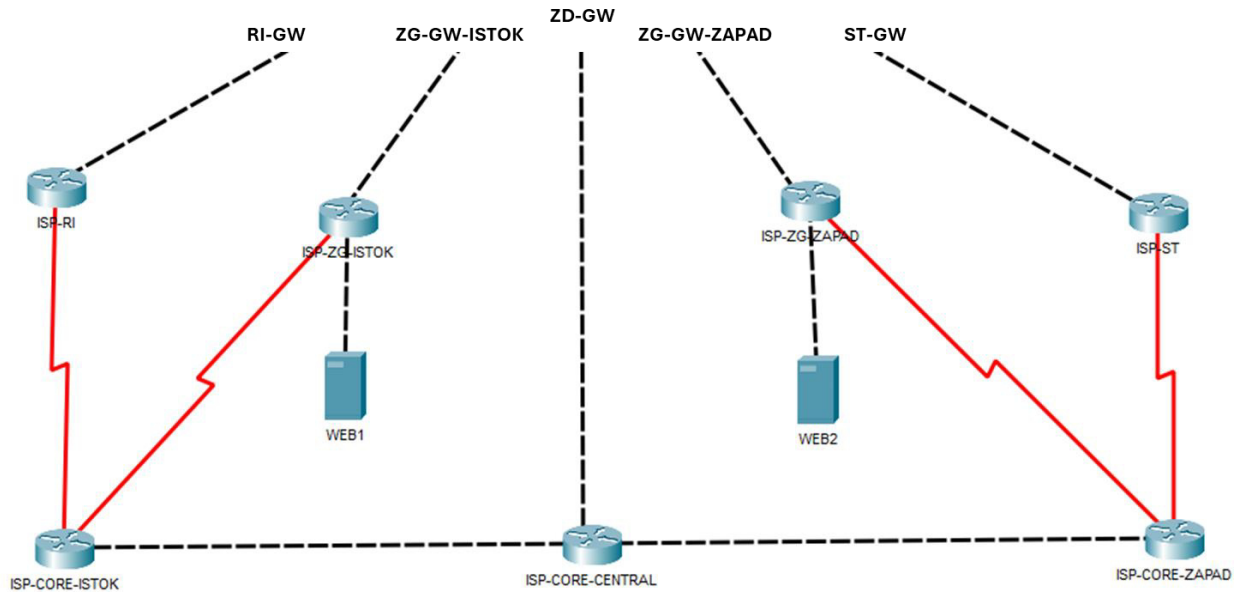 ZD-GW
RI-GW
ZG-GW-ISTOK
ZG-GW-ZAPAD
ST-GW
ISP-RI
ISP-ZG-ISTOK
ISP-ZG-ZAPAD
ISP-ST
WEB1
WEB2
ISP-CORE-ISTOK
ISP-CORE-CENTRAL
ISP-CORE-ZAPAD